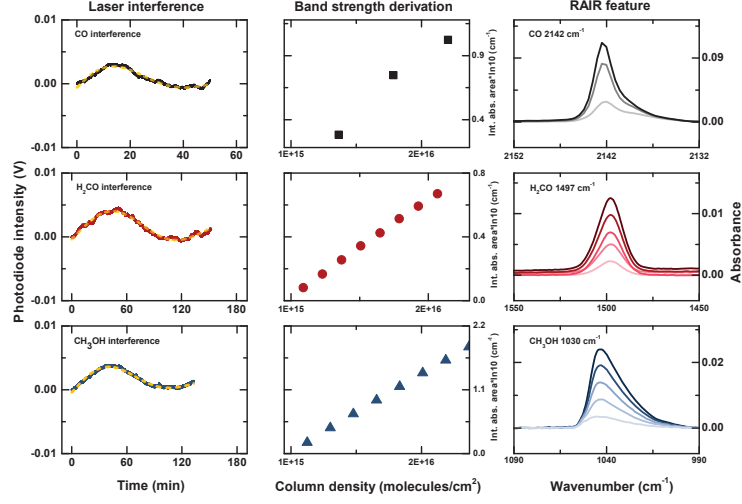 Laser interference
Band strength derivation
RAIR feature
0.01
0.00
-0.01
CO interference
0 20 40 60
0.9
0.4
Int. abs. area*ln10 (cm⁻¹)
1E+15 2E+16
CO 2142 cm⁻¹
0.09
0.00
2152 2142 2132
Photodiode intensity (V)
0.01
0.00
-0.01
H₂CO interference
0 60 120 180
0.8
0.4
0.0
Int. abs. area*ln10 (cm⁻¹)
1E+15 2E+16
H₂CO 1497 cm⁻¹
0.01
0.00
1550 1500 1450
Absorbance
0.01
0.00
-0.01
CH₃OH interference
0 60 120 180
2.2
1.1
0.0
Int. abs. area*ln10 (cm⁻¹)
1E+15 2E+16
CH₃OH 1030 cm⁻¹
0.02
0.00
1090 1040 990
Time (min)
Column density (molecules/cm²)
Wavenumber (cm⁻¹)